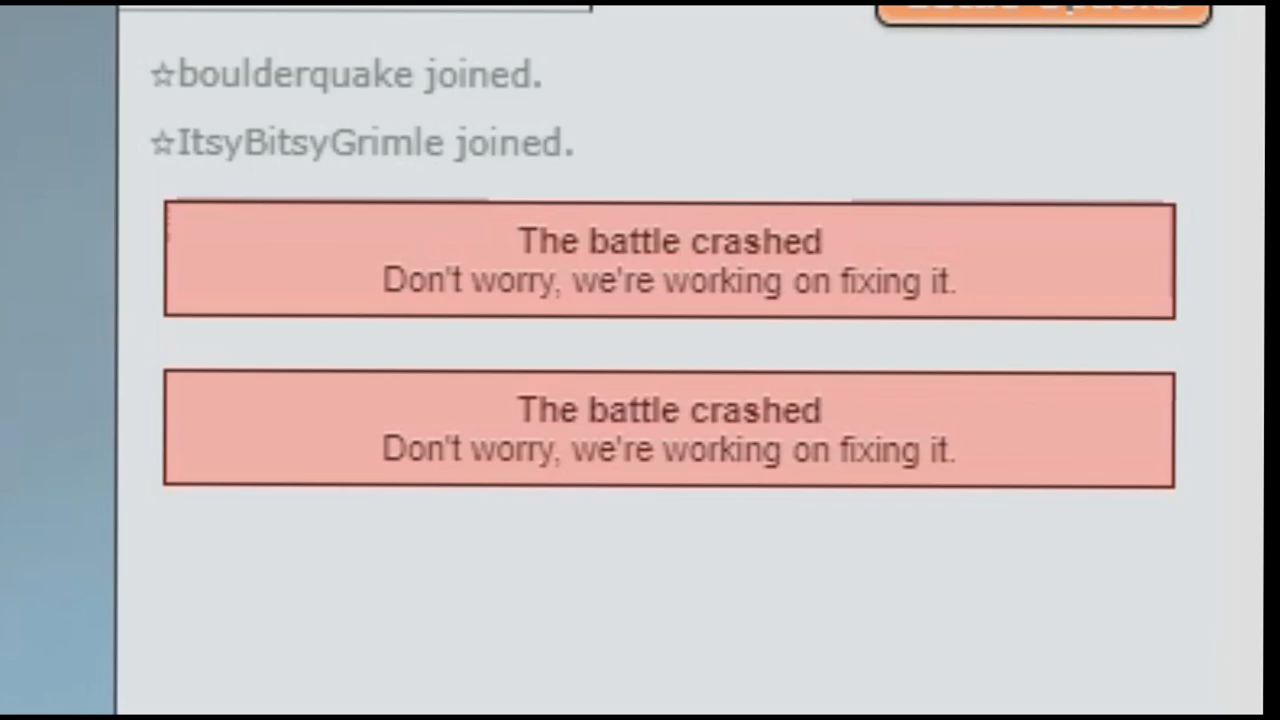 ☆boulderquake joined.
☆ItsyBitsyGrimle joined.
The battle crashed
Don't worry, we're working on fixing it.
The battle crashed
Don't worry, we're working on fixing it.